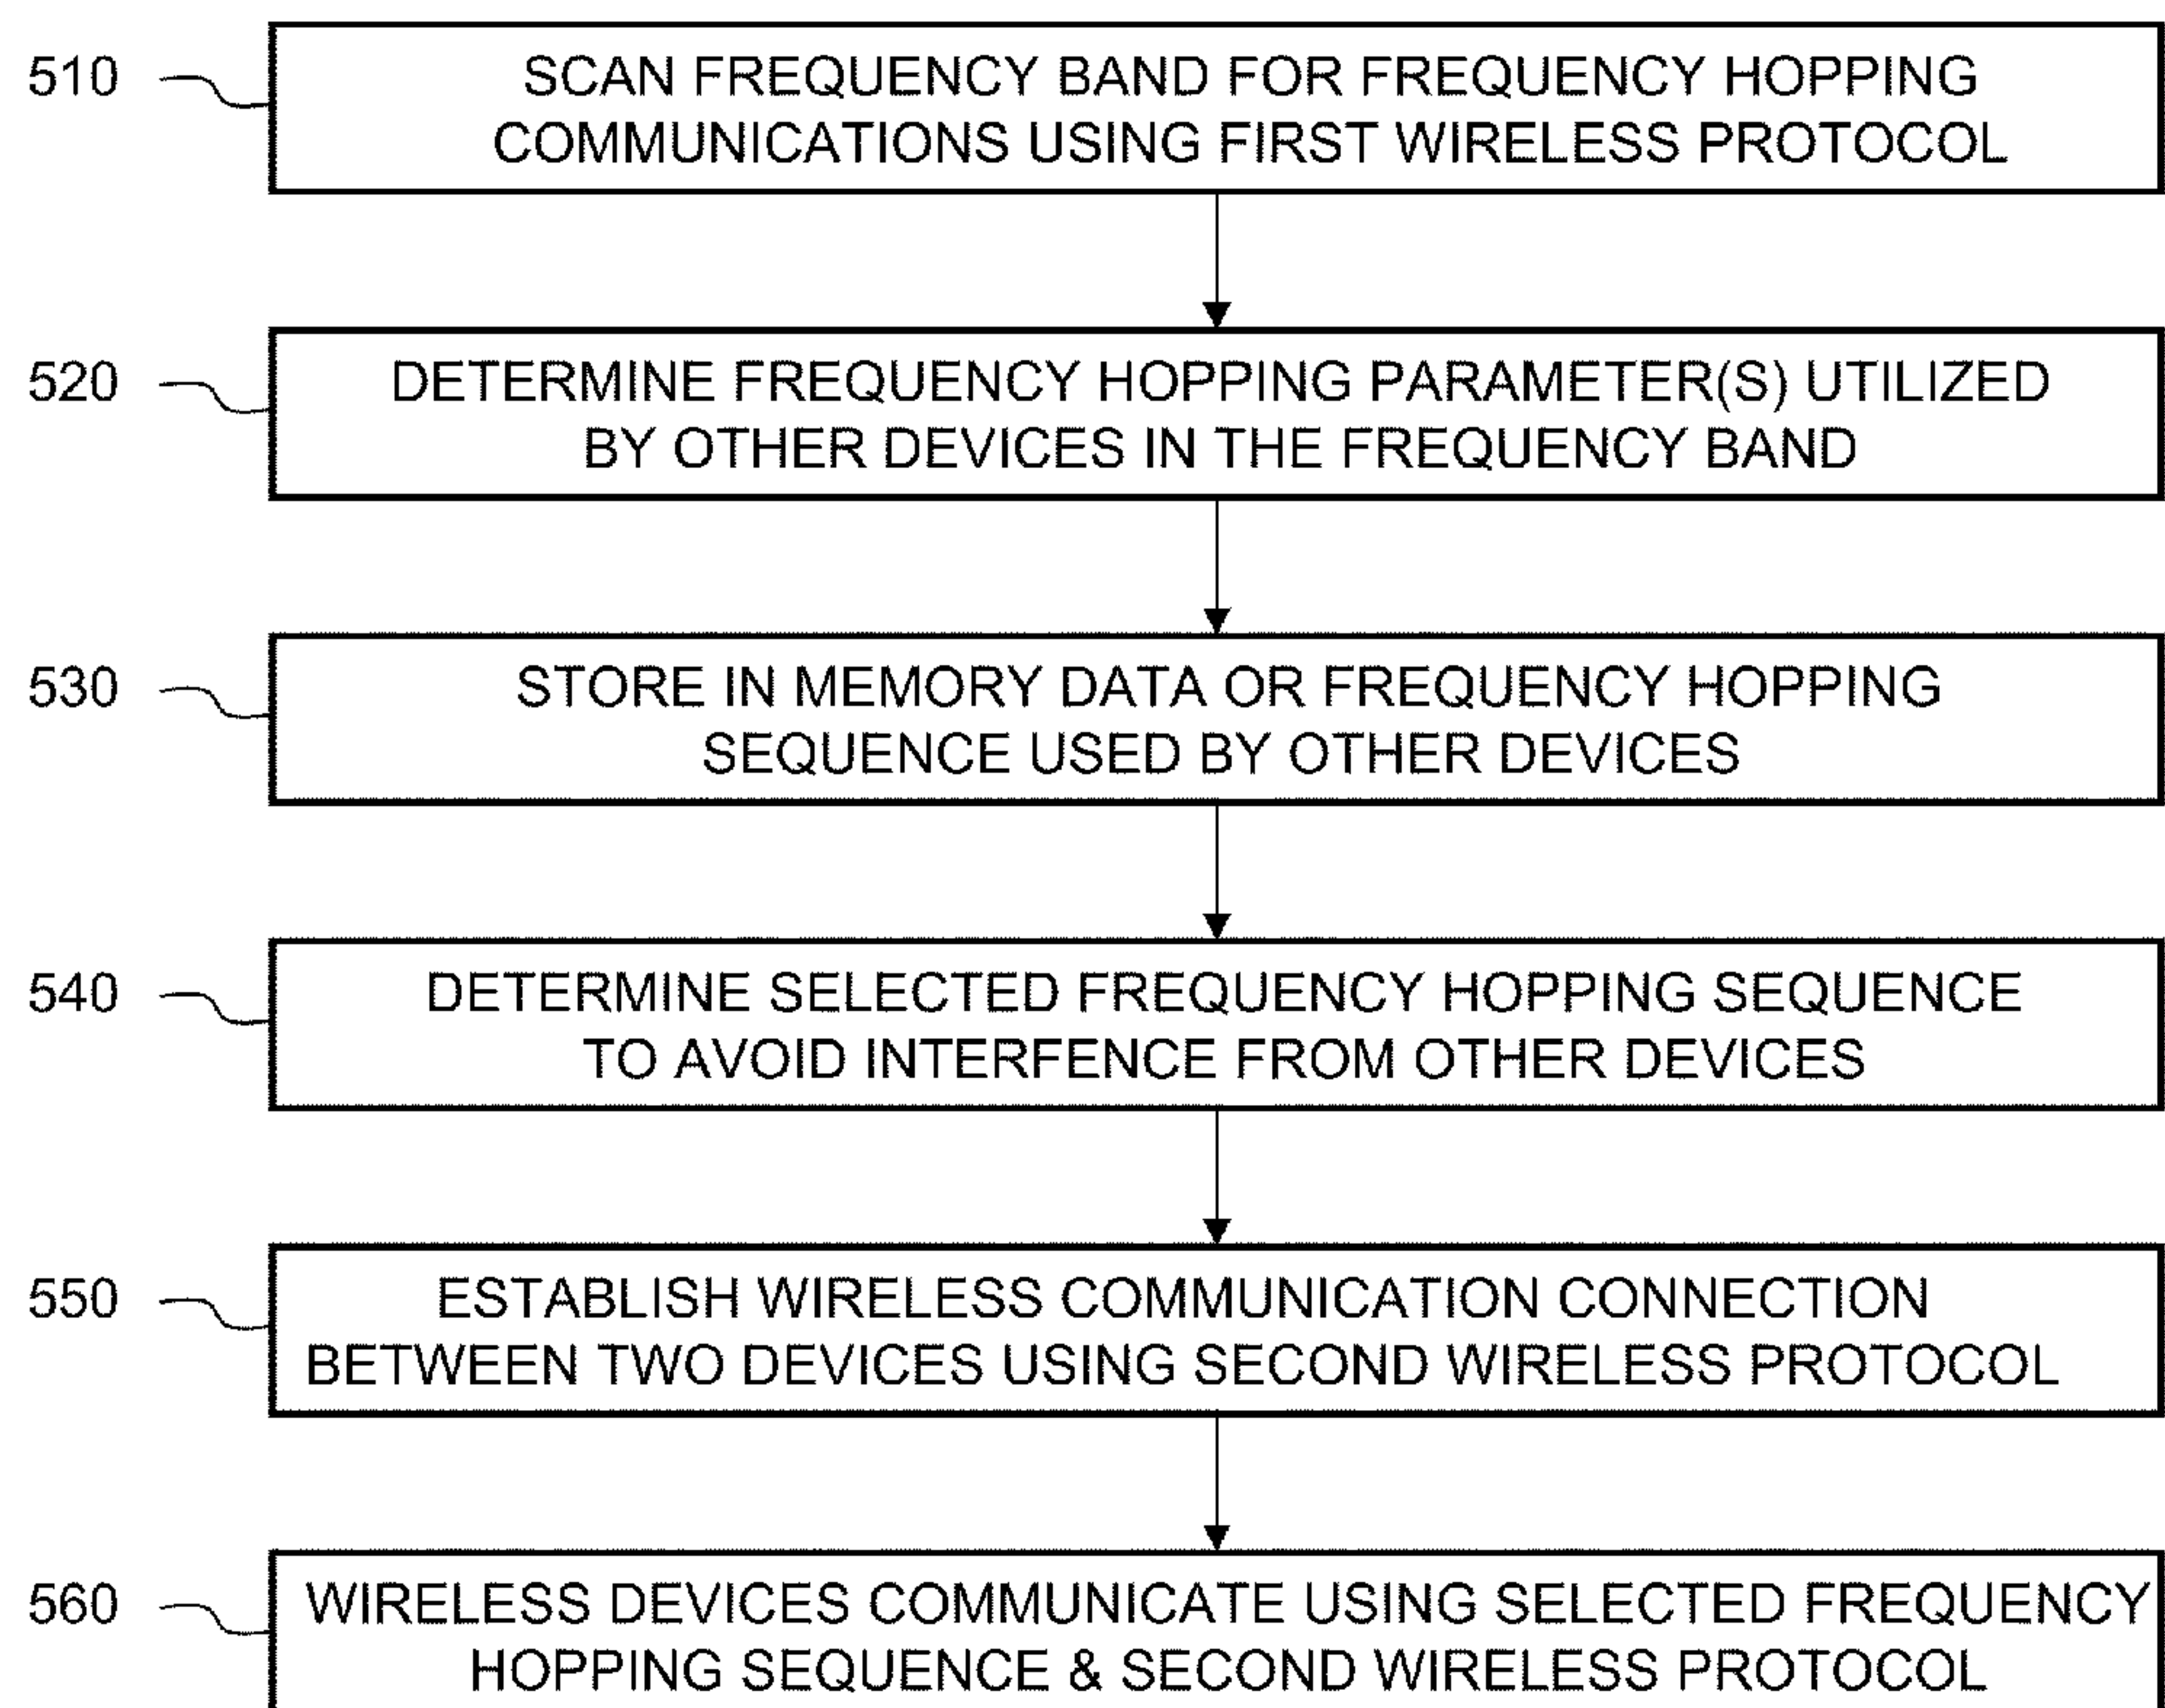 510
SCAN FREQUENCY BAND FOR FREQUENCY HOPPING
COMMUNICATIONS USING FIRST WIRELESS PROTOCOL
520
DETERMINE FREQUENCY HOPPING PARAMETER(S) UTILIZED
BY OTHER DEVICES IN THE FREQUENCY BAND
530
STORE IN MEMORY DATA OR FREQUENCY HOPPING
SEQUENCE USED BY OTHER DEVICES
540
DETERMINE SELECTED FREQUENCY HOPPING SEQUENCE
TO AVOID INTERFENCE FROM OTHER DEVICES
550
ESTABLISH WIRELESS COMMUNICATION CONNECTION
BETWEEN TWO DEVICES USING SECOND WIRELESS PROTOCOL
560
WIRELESS DEVICES COMMUNICATE USING SELECTED FREQUENCY
HOPPING SEQUENCE & SECOND WIRELESS PROTOCOL